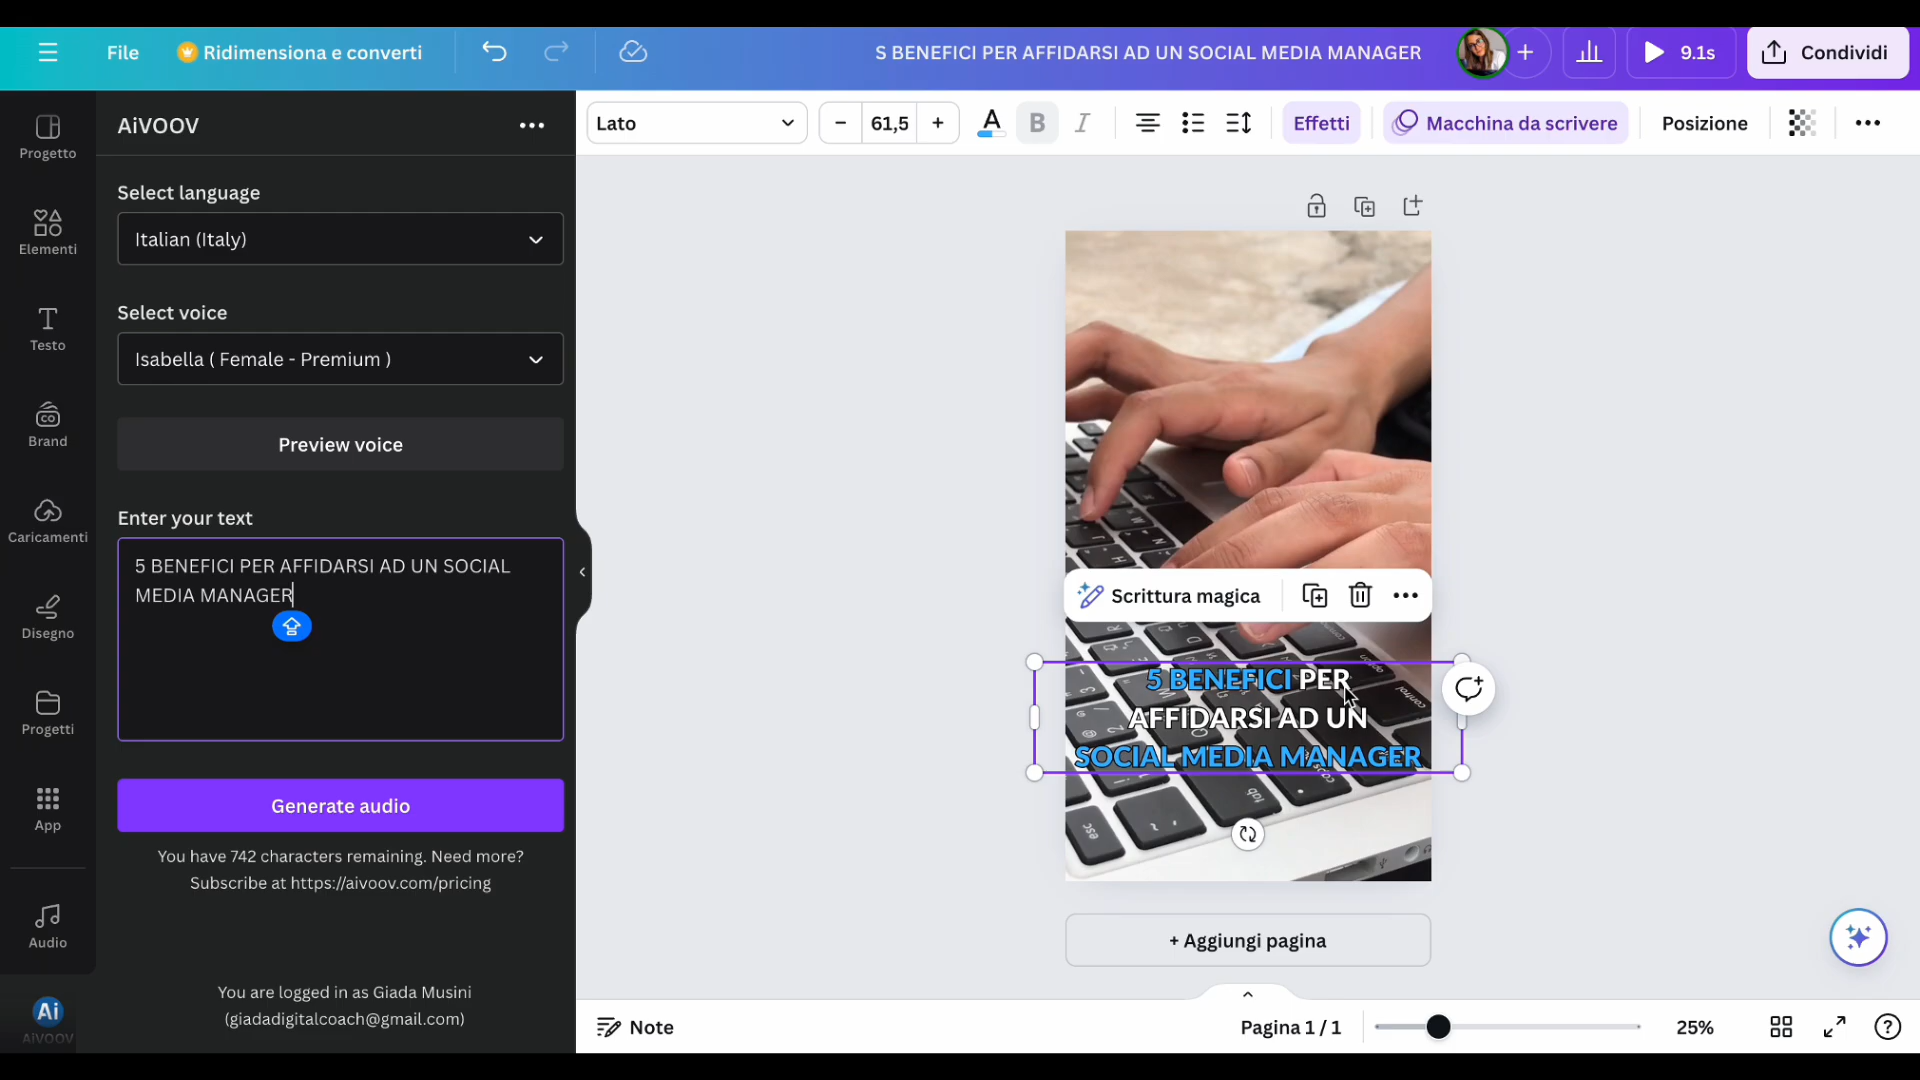 File
Ridimensiona e converti
S BENEFICI PER AFFIDARSI AD UN SOCIAL MEDIA MANAGER
9.1s
Condividi
Progetto
Elementi
Testo
Brand
Caricamenti
Disegno
Progetti
App
Audio
AiVOOV
AiVOOV
Select language
Italian (Italy)
Select voice
Isabella ( Female - Premium )
Preview voice
Enter your text
5 BENEFICI PER AFFIDARSI AD UN SOCIAL
MEDIA MANAGER
Generate audio
You have 742 characters remaining. Need more?
Subscribe at https://aivoov.com/pricing
You are logged in as Giada Musini
(giadadigitalcoach@gmail.com)
Lato
61,5
Effetti
Macchina da scrivere
Posizione
Scrittura magica
5 BENEFICI PER
AFFIDARSI AD UN
SOCIAL MEDIA MANAGER
+ Aggiungi pagina
Note
Pagina 1 / 1
25%